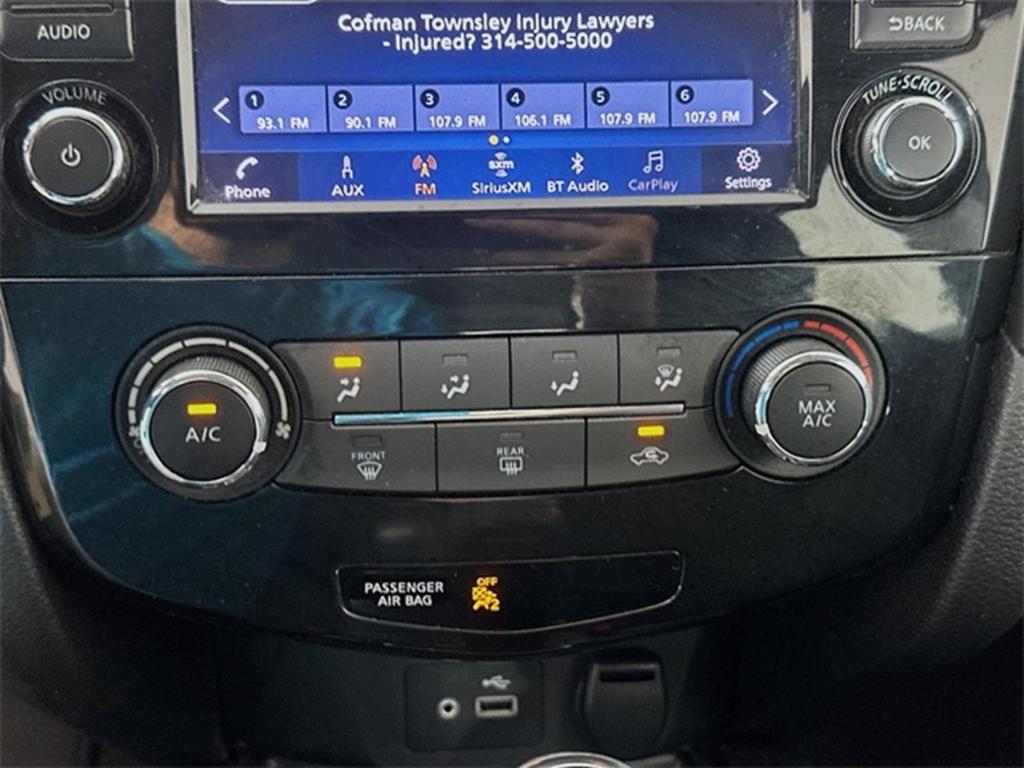 AUDIO
Cofman Townsley Injury Lawyers
- Injured? 314-500-5000
BACK
VOLUME
TUNE·SCROLL
OK
1 2 3 4 5 6
93.1 FM 90.1 FM 107.9 FM 106.1 FM 107.9 FM 107.9 FM
Phone AUX FM SiriusXM BT Audio CarPlay Settings
sxm
A/C
MAX
A/C
FRONT REAR
PASSENGER
AIR BAG
OFF
2